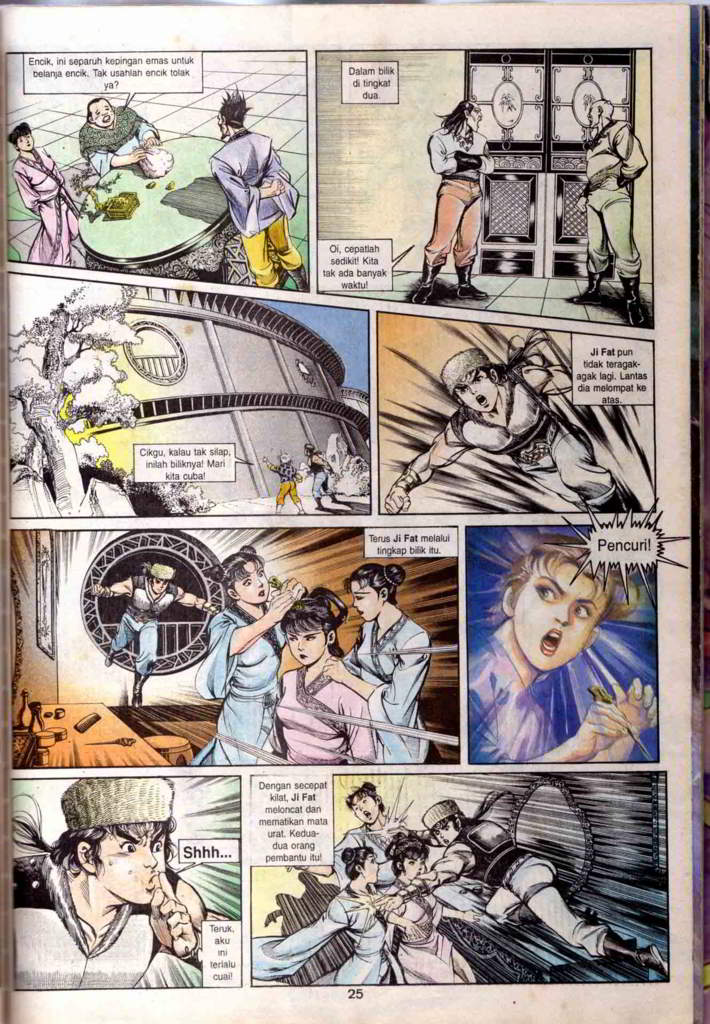 Encik, ini separuh kepingan emas untuk
belanja encik. Tak usahlah encik tolak
ya?
Dalam bilik
di tingkat
dua.
Oi, cepatlah
sedikit! Kita
tak ada banyak
waktu!
Cikgu, kalau tak silap,
inilah biliknya! Mari
kita cuba!
Ji Fat pun
tidak teragak-
agak lagi. Lantas
dia melompat ke
atas.
Terus Ji Fat melalui
tingkap bilik itu.
Pencuri!
Shhh...
Teruk,
aku
ini
terlalu
cuai!
Dengan secepat
kilat, Ji Fat
meloncat dan
mematikan mata
urat. Kedua-
dua orang
pembantu itu!
25